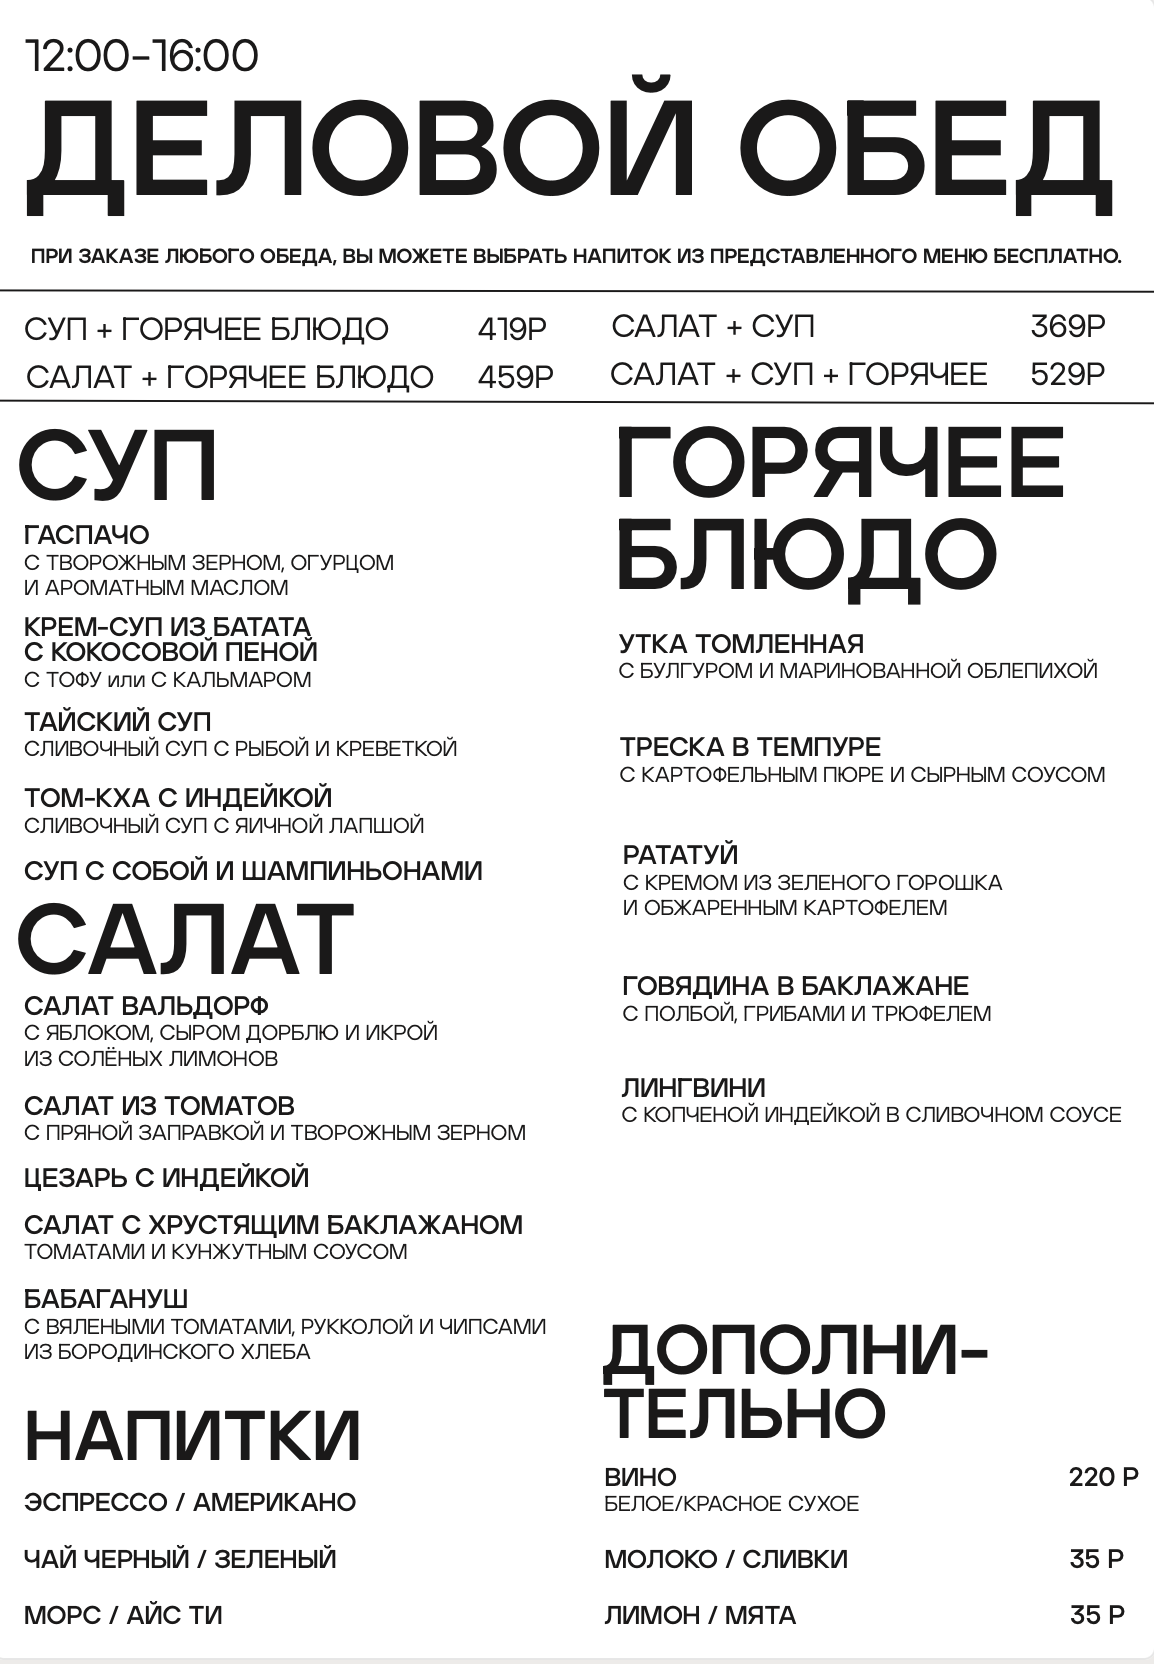 12:00-16:00
ДЕЛОВОЙ ОБЕД
ПРИ ЗАКАЗЕ ЛЮБОГО ОБЕДА, ВЫ МОЖЕТЕ ВЫБРАТЬ НАПИТОК ИЗ ПРЕДСТАВЛЕННОГО МЕНЮ БЕСПЛАТНО.
СУП + ГОРЯЧЕЕ БЛЮДО 419Р
САЛАТ + ГОРЯЧЕЕ БЛЮДО 459Р
САЛАТ + СУП 369Р
САЛАТ + СУП + ГОРЯЧЕЕ 529Р
СУП
ГАСПАЧО
С ТВОРОЖНЫМ ЗЕРНОМ, ОГУРЦОМ
И АРОМАТНЫМ МАСЛОМ
КРЕМ-СУП ИЗ БАТАТА
С КОКОСОВОЙ ПЕНОЙ
С ТОФУ или С КАЛЬМАРОМ
ТАЙСКИЙ СУП
СЛИВОЧНЫЙ СУП С РЫБОЙ И КРЕВЕТКОЙ
ТОМ-КХА С ИНДЕЙКОЙ
СЛИВОЧНЫЙ СУП С ЯИЧНОЙ ЛАПШОЙ
СУП С СОБОЙ И ШАМПИНЬОНАМИ
САЛАТ
САЛАТ ВАЛЬДОРФ
С ЯБЛОКОМ, СЫРОМ ДОРБЛЮ И ИКРОЙ
ИЗ СОЛЁНЫХ ЛИМОНОВ
САЛАТ ИЗ ТОМАТОВ
С ПРЯНОЙ ЗАПРАВКОЙ И ТВОРОЖНЫМ ЗЕРНОМ
ЦЕЗАРЬ С ИНДЕЙКОЙ
САЛАТ С ХРУСТЯЩИМ БАКЛАЖАНОМ
ТОМАТАМИ И КУНЖУТНЫМ СОУСОМ
БАБАГАНУШ
С ВЯЛЕНЫМИ ТОМАТАМИ, РУККОЛОЙ И ЧИПСАМИ
ИЗ БОРОДИНСКОГО ХЛЕБА
НАПИТКИ
ЭСПРЕССО / АМЕРИКАНО
ЧАЙ ЧЕРНЫЙ / ЗЕЛЕНЫЙ
МОРС / АЙС ТИ
ГОРЯЧЕЕ
БЛЮДО
УТКА ТОМЛЕННАЯ
С БУЛГУРОМ И МАРИНОВАННОЙ ОБЛЕПИХОЙ
ТРЕСКА В ТЕМПУРЕ
С КАРТОФЕЛЬНЫМ ПЮРЕ И СЫРНЫМ СОУСОМ
РАТАТУЙ
С КРЕМОМ ИЗ ЗЕЛЕНОГО ГОРОШКА
И ОБЖАРЕННЫМ КАРТОФЕЛЕМ
ГОВЯДИНА В БАКЛАЖАНЕ
С ПОЛБОЙ, ГРИБАМИ И ТРЮФЕЛЕМ
ЛИНГВИНИ
С КОПЧЕНОЙ ИНДЕЙКОЙ В СЛИВОЧНОМ СОУСЕ
ДОПОЛНИ-
ТЕЛЬНО
ВИНО 220 Р
БЕЛОЕ/КРАСНОЕ СУХОЕ
МОЛОКО / СЛИВКИ 35 Р
ЛИМОН / МЯТА 35 Р